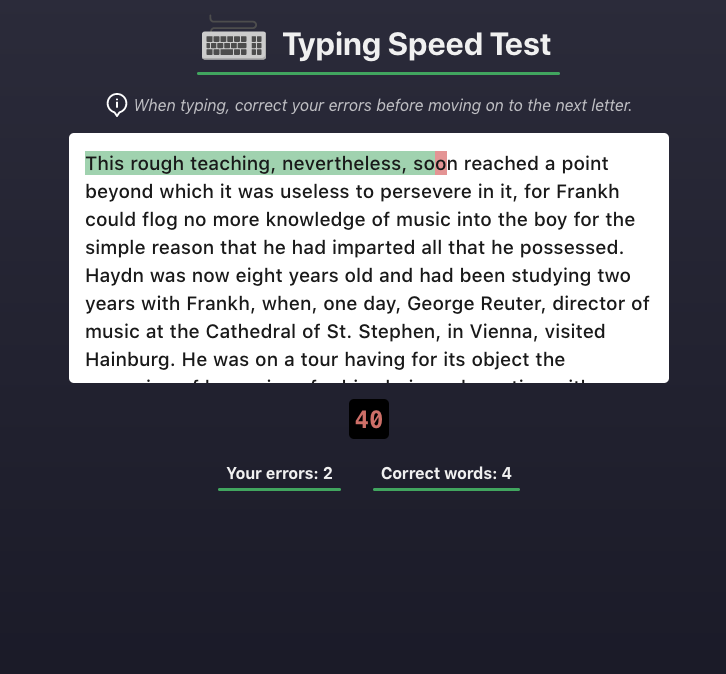 Typing Speed Test
When typing, correct your errors before moving on to the next letter.
This rough teaching, nevertheless, soon reached a point
beyond which it was useless to persevere in it, for Frankh
could flog no more knowledge of music into the boy for the
simple reason that he had imparted all that he possessed.
Haydn was now eight years old and had been studying two
years with Frankh, when, one day, George Reuter, director of
music at the Cathedral of St. Stephen, in Vienna, visited
Hainburg. He was on a tour having for its object the
40
Your errors: 2 Correct words: 4